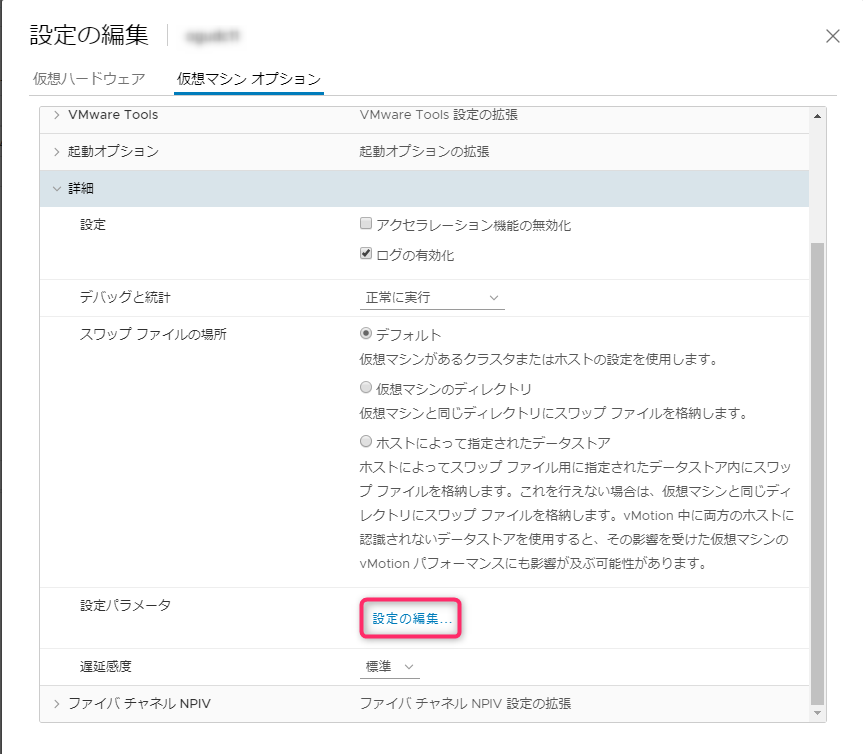 設定の編集
仮想ハードウェア 仮想マシン オプション
VMware Tools VMware Tools 設定の拡張
起動オプション 起動オプションの拡張
詳細
設定 アクセラレーション機能の無効化
ログの有効化
デバッグと統計 正常に実行
スワップ ファイルの場所 デフォルト
仮想マシンがあるクラスタまたはホストの設定を使用します。
仮想マシンのディレクトリ
仮想マシンと同じディレクトリにスワップ ファイルを格納します。
ホストによって指定されたデータストア
ホストによってスワップ ファイル用に指定されたデータストア内にスワッ
プ ファイルを格納します。これを行えない場合は、仮想マシンと同じディ
レクトリにスワップ ファイルを格納します。vMotion 中に両方のホストに
認識されないデータストアを使用すると、その影響を受けた仮想マシンの
vMotion パフォーマンスにも影響が及ぶ可能性があります。
設定パラメータ 設定の編集...
遅延感度 標準
ファイバ チャネル NPIV ファイバ チャネル NPIV 設定の拡張